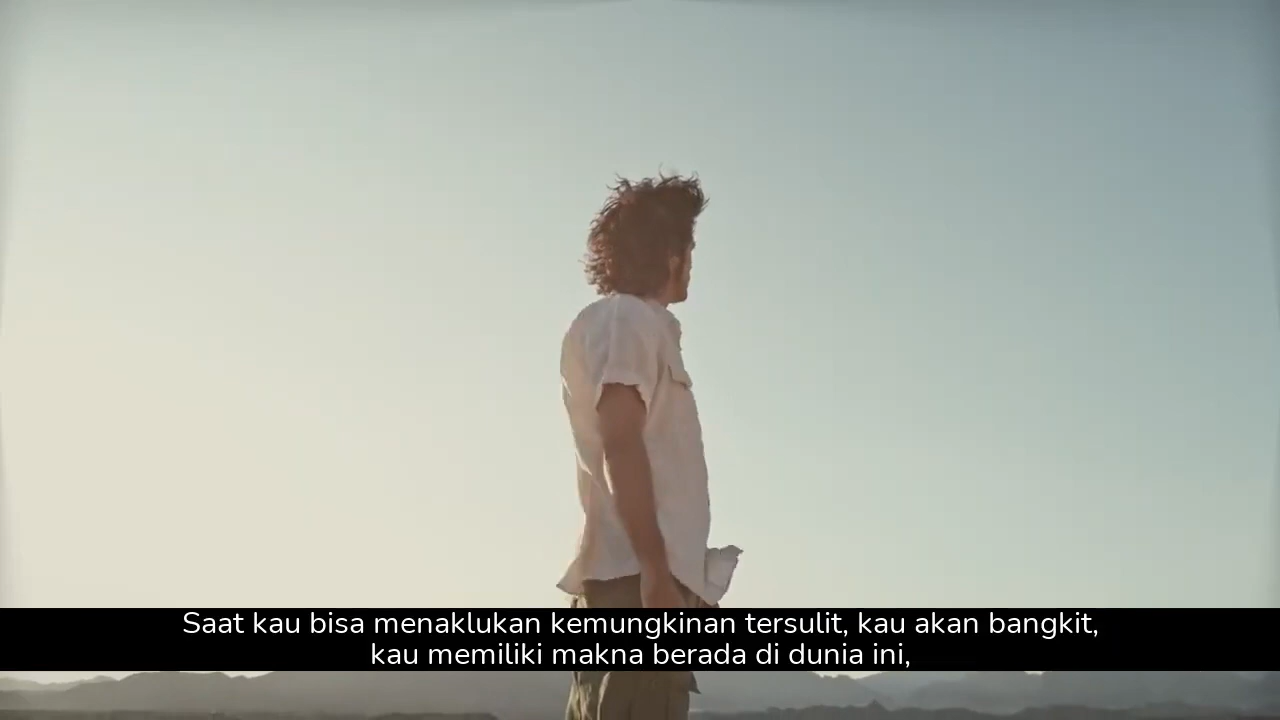 Saat kau bisa menaklukan kemungkinan tersulit, kau akan bangkit,
kau memiliki makna berada di dunia ini,